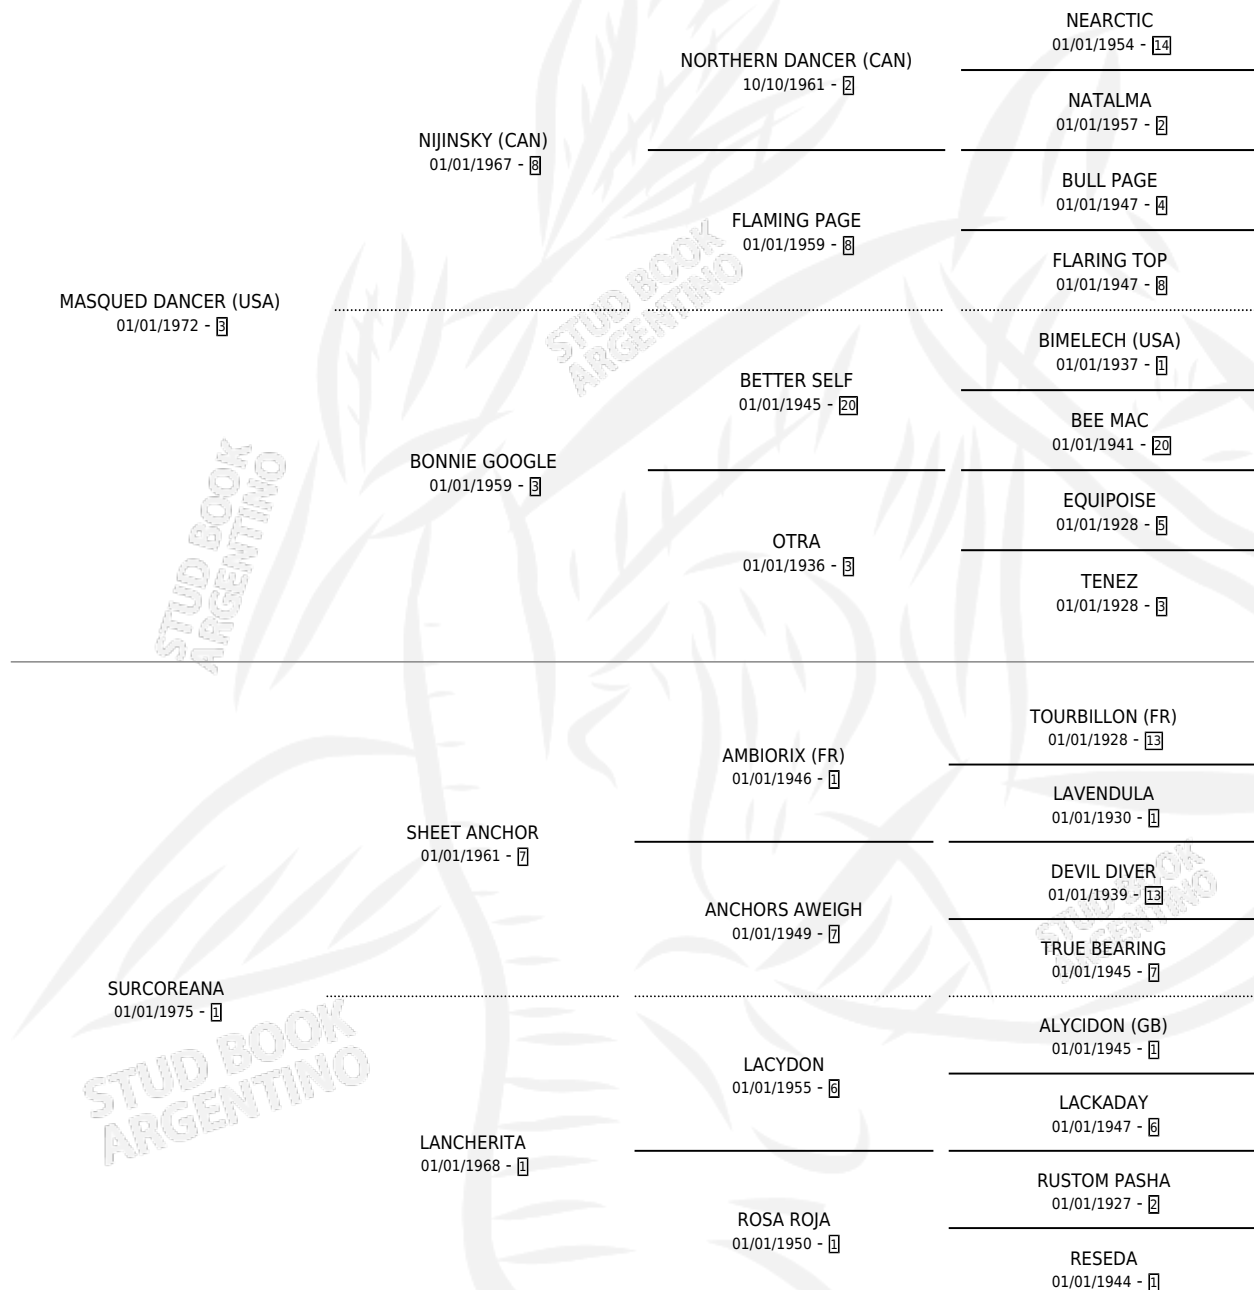 NEARCTIC
01/01/1954 - 14
NORTHERN DANCER (CAN)
10/10/1961 - 2
NATALMA
01/01/1957 - 2
NIJINSKY (CAN)
01/01/1967 - 8
BULL PAGE
01/01/1947 - 4
FLAMING PAGE
01/01/1959 - 8
FLARING TOP
01/01/1947 - 8
MASQUED DANCER (USA)
01/01/1972 - 3
BIMELECH (USA)
01/01/1937 - 1
BETTER SELF
01/01/1945 - 20
BEE MAC
01/01/1941 - 20
BONNIE GOOGLE
01/01/1959 - 3
EQUIPOISE
01/01/1928 - 5
OTRA
01/01/1936 - 3
TENEZ
01/01/1928 - 3
TOURBILLON (FR)
01/01/1928 - 13
AMBIORIX (FR)
01/01/1946 - 1
LAVENDULA
01/01/1930 - 1
SHEET ANCHOR
01/01/1961 - 7
DEVIL DIVER
01/01/1939 - 13
ANCHORS AWEIGH
01/01/1949 - 7
TRUE BEARING
01/01/1945 - 7
SURCOREANA
01/01/1975 - 1
ALYCIDON (GB)
01/01/1945 - 1
LACYDON
01/01/1955 - 6
LACKADAY
01/01/1947 - 6
LANCHERITA
01/01/1968 - 1
RUSTOM PASHA
01/01/1927 - 2
ROSA ROJA
01/01/1950 - 1
RESEDA
01/01/1944 - 1
STUD BOOK
ARGENTINO
STUD BOOK
ARGENTINO
STUD BOOK
ARGENTINO
STUD BOOK
ARGENTINO